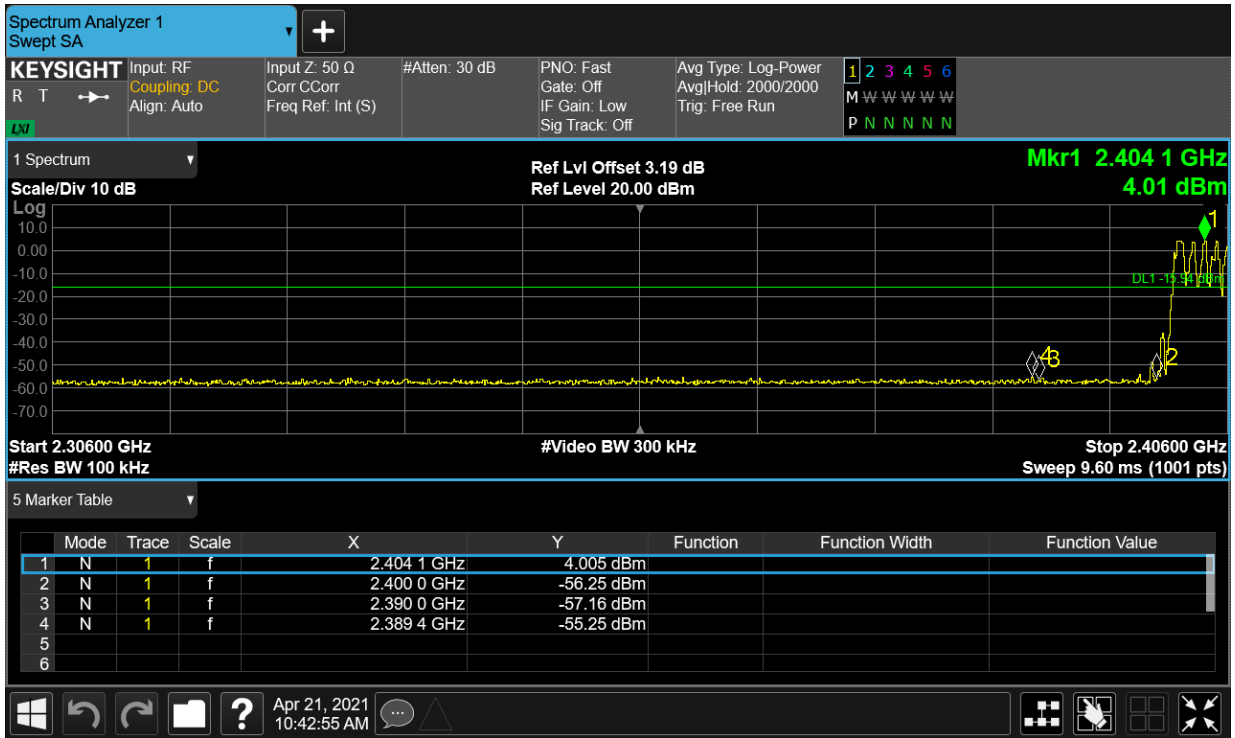 Spectrum Analyzer 1
Swept SA
KEYSIGHT
R T
LXI
Input: RF
Coupling: DC
Align: Auto
Input Z: 50 Ω
Corr CCorr
Freq Ref: Int (S)
#Atten: 30 dB
PNO: Fast
Gate: Off
IF Gain: Low
Sig Track: Off
Avg Type: Log-Power
Avg|Hold: 2000/2000
Trig: Free Run
1 2 3 4 5 6
M W W W W W
P N N N N N
1 Spectrum
Scale/Div 10 dB
Ref Lvl Offset 3.19 dB
Ref Level 20.00 dBm
Mkr1 2.404 1 GHz
4.01 dBm
Log
10.0
0.00
-10.0
-20.0
-30.0
-40.0
-50.0
-60.0
-70.0
1
DL1 -15.94 dBm
4 3
2
Start 2.30600 GHz
#Res BW 100 kHz
#Video BW 300 kHz
Stop 2.40600 GHz
Sweep 9.60 ms (1001 pts)
5 Marker Table
Mode Trace Scale X Y Function Function Width Function Value
1 N 1 f 2.404 1 GHz 4.005 dBm
2 N 1 f 2.400 0 GHz -56.25 dBm
3 N 1 f 2.390 0 GHz -57.16 dBm
4 N 1 f 2.389 4 GHz -55.25 dBm
5
6
?
Apr 21, 2021
10:42:55 AM